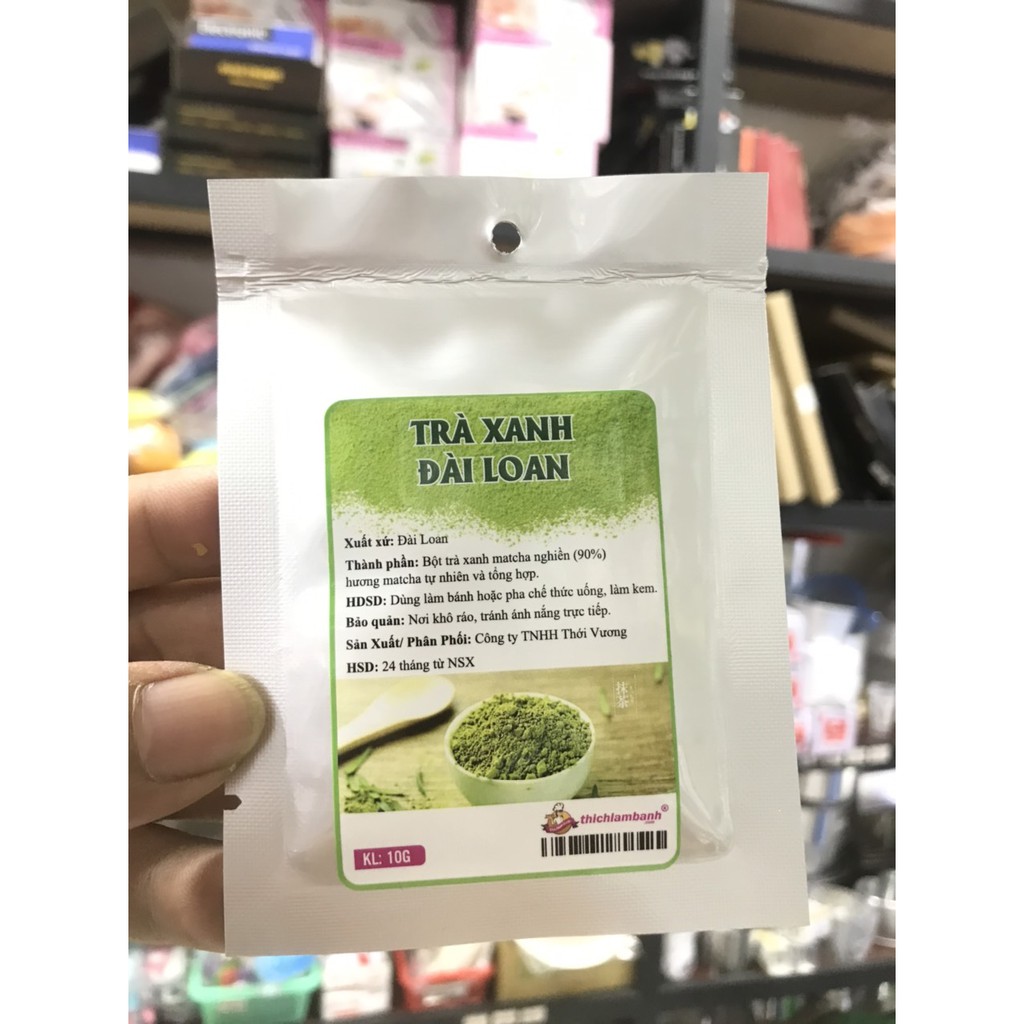 TRÀ XANH
ĐÀI LOAN
Xuất xứ: Đài Loan
Thành phần: Bột trà xanh matcha nghiền (90%)
hương matcha tự nhiên và tổng hợp.
HDSD: Dùng làm bánh hoặc pha chế thức uống, làm kem.
Bảo quản: Nơi khô ráo, tránh ánh nắng trực tiếp.
Sản Xuất/ Phân Phối: Công ty TNHH Thới Vương
HSD: 24 tháng từ NSX
抹茶
thichlambanh®
.com
KL: 10G